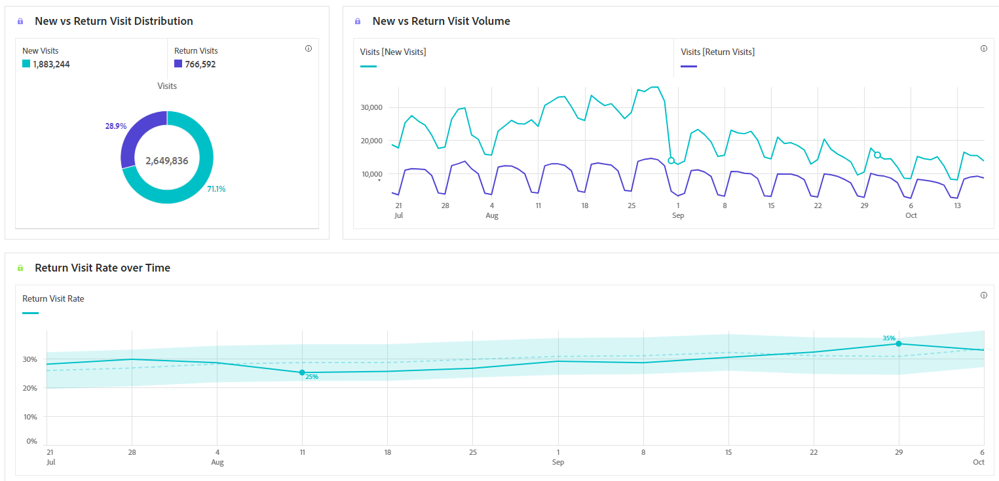 New vs Return Visit Distribution
New Visits
1,883,244
Return Visits
766,592
Visits
28.9%
2,649,836
71.1%
New vs Return Visit Volume
Visits [New Visits]
Visits [Return Visits]
30,000
20,000
10,000
21 28 4 11 18 25 1 8 15 22 29 6 13
Jul Aug Sep Oct
Return Visit Rate over Time
Return Visit Rate
35%
30%
25%
20%
10%
0%
21 28 4 11 18 25 1 8 15 22 29 6
Jul Aug Sep Oct